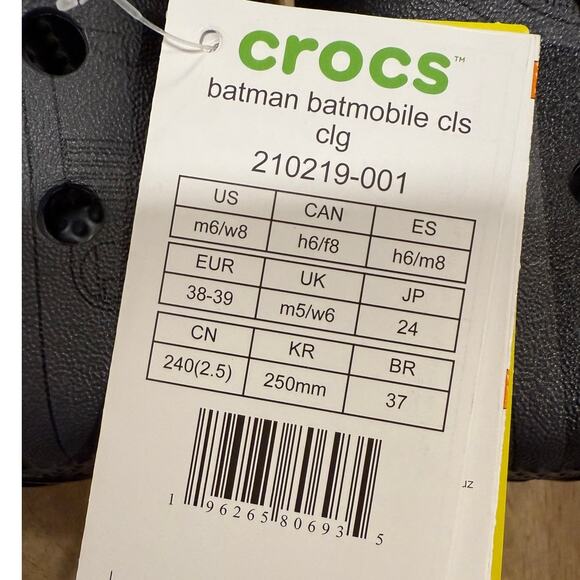 crocs™
batman batmobile cls
clg
210219-001
US CAN ES
m6/w8 h6/f8 h6/m8
EUR UK JP
38-39 m5/w6 24
CN KR BR
240(2.5) 250mm 37
1 96265 80693 5